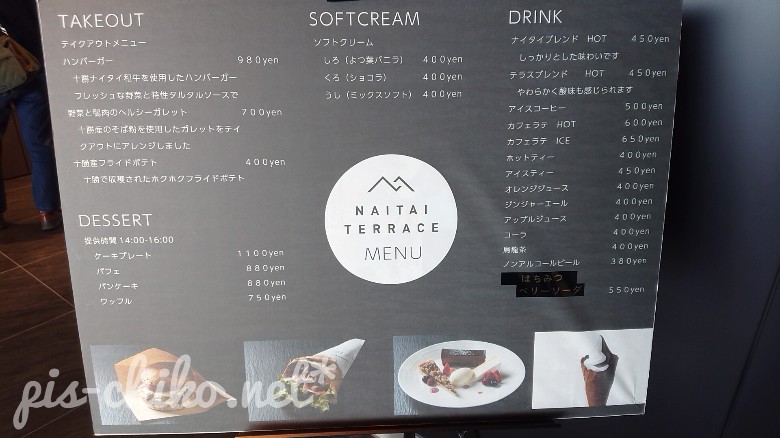 TAKEOUT
テイクアウトメニュー
ハンバーガー 980yen
十勝ナイタイ和牛を使用したハンバーガー
フレッシュな野菜と特性タルタルソースで
野菜と鴨肉のヘルシーガレット 700yen
十勝産のそば粉を使用したガレットをテイ
クアウトにアレンジしました
十勝産フライドポテト 400yen
十勝で収穫されたホクホクフライドポテト
DESSERT
提供時間 14:00-16:00
ケーキプレート 1100yen
パフェ 880yen
パンケーキ 880yen
ワッフル 750yen
SOFTCREAM
ソフトクリーム
しろ（よつ葉バニラ） 400yen
くろ（ショコラ） 400yen
うし（ミックスソフト） 400yen
NAITAI
TERRACE
MENU
DRINK
ナイタイブレンド HOT 450yen
しっかりとした味わいです
テラスブレンド HOT 450yen
やわらかく酸味も感じられます
アイスコーヒー 500yen
カフェラテ HOT 600yen
カフェラテ ICE 650yen
ホットティー 400yen
アイスティー 450yen
オレンジジュース 400yen
ジンジャーエール 400yen
アップルジュース 400yen
コーラ 400yen
烏龍茶 400yen
ノンアルコールビール 380yen
はちみつ
ベリーソーダ 550yen
pis-chiko.net*